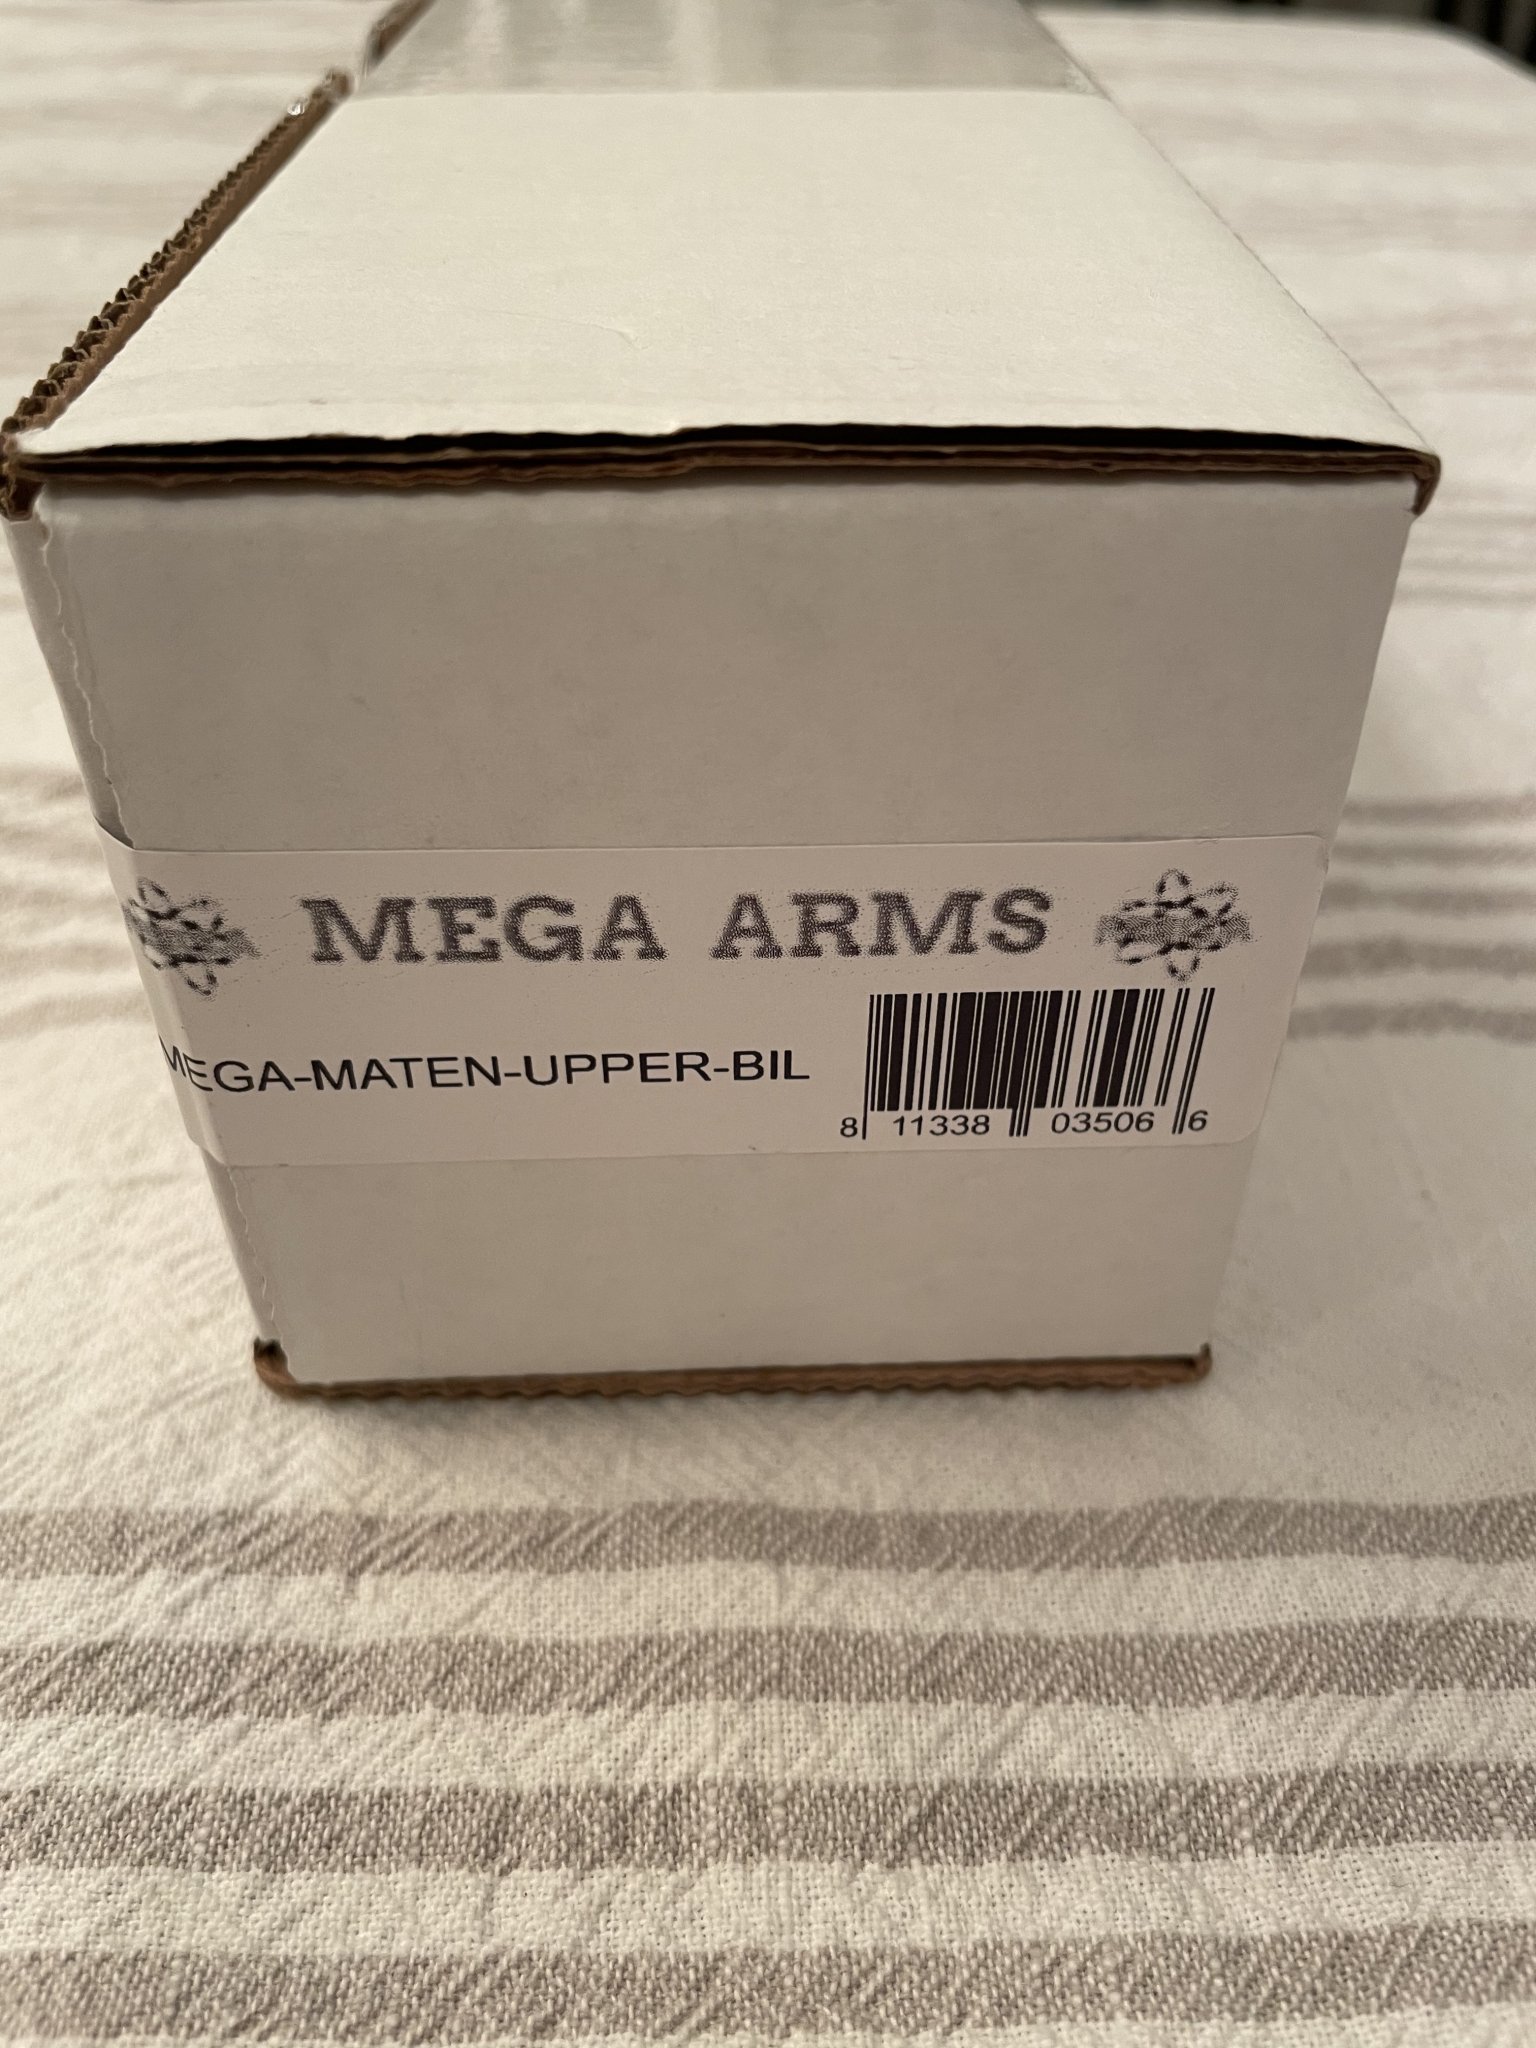 MEGA ARMS
MEGA-MATEN-UPPER-BIL
8 11338 03506 6